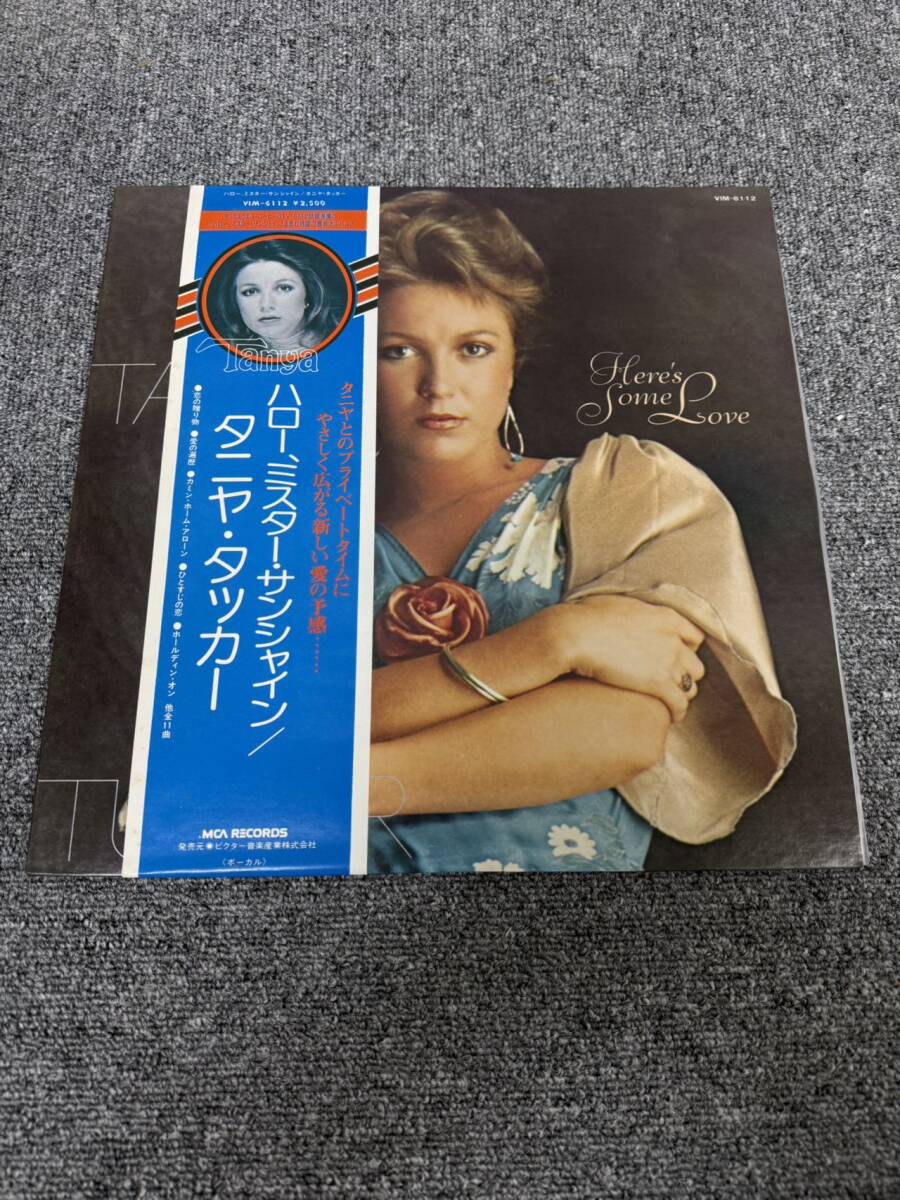 ハロー、ミスター・サンシャイン/タニヤ・タッカー
VIM-6112 ¥2,500
Tanya
タニヤとのプライベートタイムに
やさしく広がる新しい愛の予感……
ハロー、ミスター・サンシャイン/
タニヤ・タッカー
●恋の贈り物 ●愛の遍歴 ●カミン・ホーム・アローン ●ひとすじの恋 ●ホールディン・オン 他全11曲
MCA RECORDS
発売元●ビクター音楽産業株式会社
〈ボーカル〉
VIM-6112
Here's
Some Love
TA
TU R